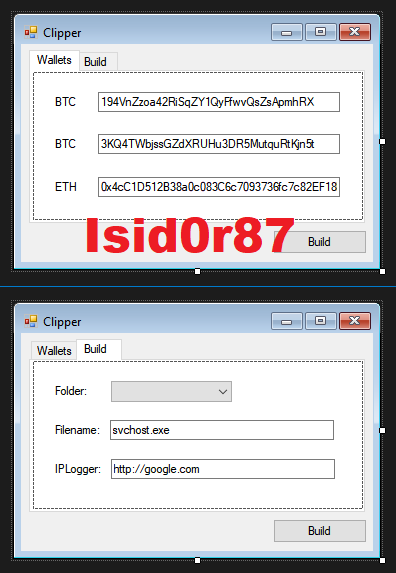 Clipper
Wallets Build
BTC 194VnZzoa42RiSqZY1QyFfwvQsZsApmhRX
BTC 3KQ4TWbjssGZdXRUHu3DR5MutquRtKjn5t
ETH 0x4cC1D512B38a0c083C6c7093736fc7c82EF18
Isid0r87
Build
Clipper
Wallets Build
Folder:
Filename: svchost.exe
IPLogger: http://google.com
Build